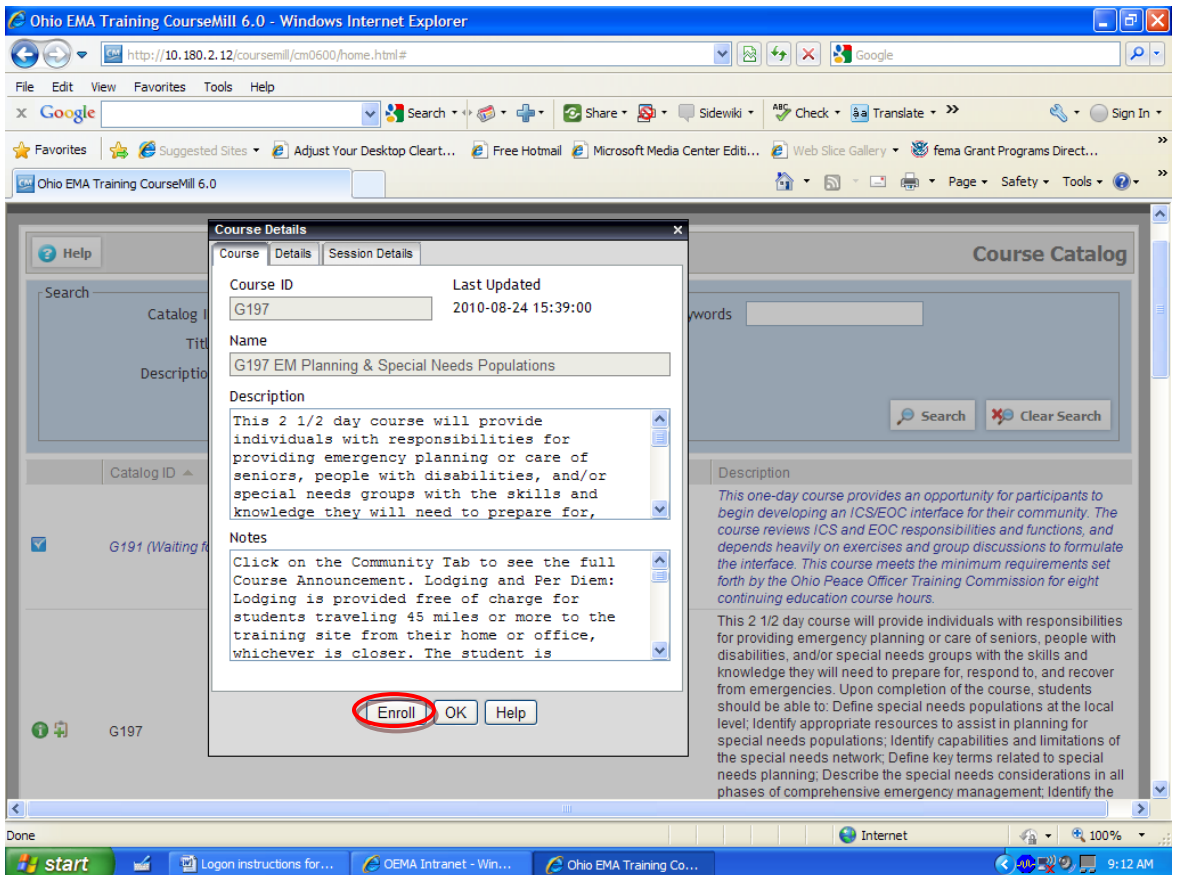 Ohio EMA Training CourseMill 6.0 - Windows Internet Explorer
http://10.180.2.12/coursemill/cm0600/home.html#
Google
File Edit View Favorites Tools Help
x Google Search Share Sidewiki Check Translate >> Sign In
Favorites Suggested Sites Adjust Your Desktop Cleart... Free Hotmail Microsoft Media Center Editi... Web Slice Gallery fema Grant Programs Direct... >>
Ohio EMA Training CourseMill 6.0 Page Safety Tools >>
Help
Course Catalog
Search
Catalog I
Titl
Descriptio
ywords
Search Clear Search
Course Details x
Course Details Session Details
Course ID Last Updated
G197 2010-08-24 15:39:00
Name
G197 EM Planning & Special Needs Populations
Description
This 2 1/2 day course will provide
individuals with responsibilities for
providing emergency planning or care of
seniors, people with disabilities, and/or
special needs groups with the skills and
knowledge they will need to prepare for,
Notes
Click on the Community Tab to see the full
Course Announcement. Lodging and Per Diem:
Lodging is provided free of charge for
students traveling 45 miles or more to the
training site from their home or office,
whichever is closer. The student is
Enroll OK Help
Catalog ID Description
G191 (Waiting fo
This one-day course provides an opportunity for participants to
begin developing an ICS/EOC interface for their community. The
course reviews ICS and EOC responsibilities and functions, and
depends heavily on exercises and group discussions to formulate
the interface. This course meets the minimum requirements set
forth by the Ohio Peace Officer Training Commission for eight
continuing education course hours.
G197
This 2 1/2 day course will provide individuals with responsibilities
for providing emergency planning or care of seniors, people with
disabilities, and/or special needs groups with the skills and
knowledge they will need to prepare for, respond to, and recover
from emergencies. Upon completion of the course, students
should be able to: Define special needs populations at the local
level; Identify appropriate resources to assist in planning for
special needs populations; Identify capabilities and limitations of
the special needs network; Define key terms related to special
needs planning; Describe the special needs considerations in all
phases of comprehensive emergency management; Identify the
Done Internet 100%
start Logon instructions for... OEMA Intranet - Win... Ohio EMA Training Co... 9:12 AM